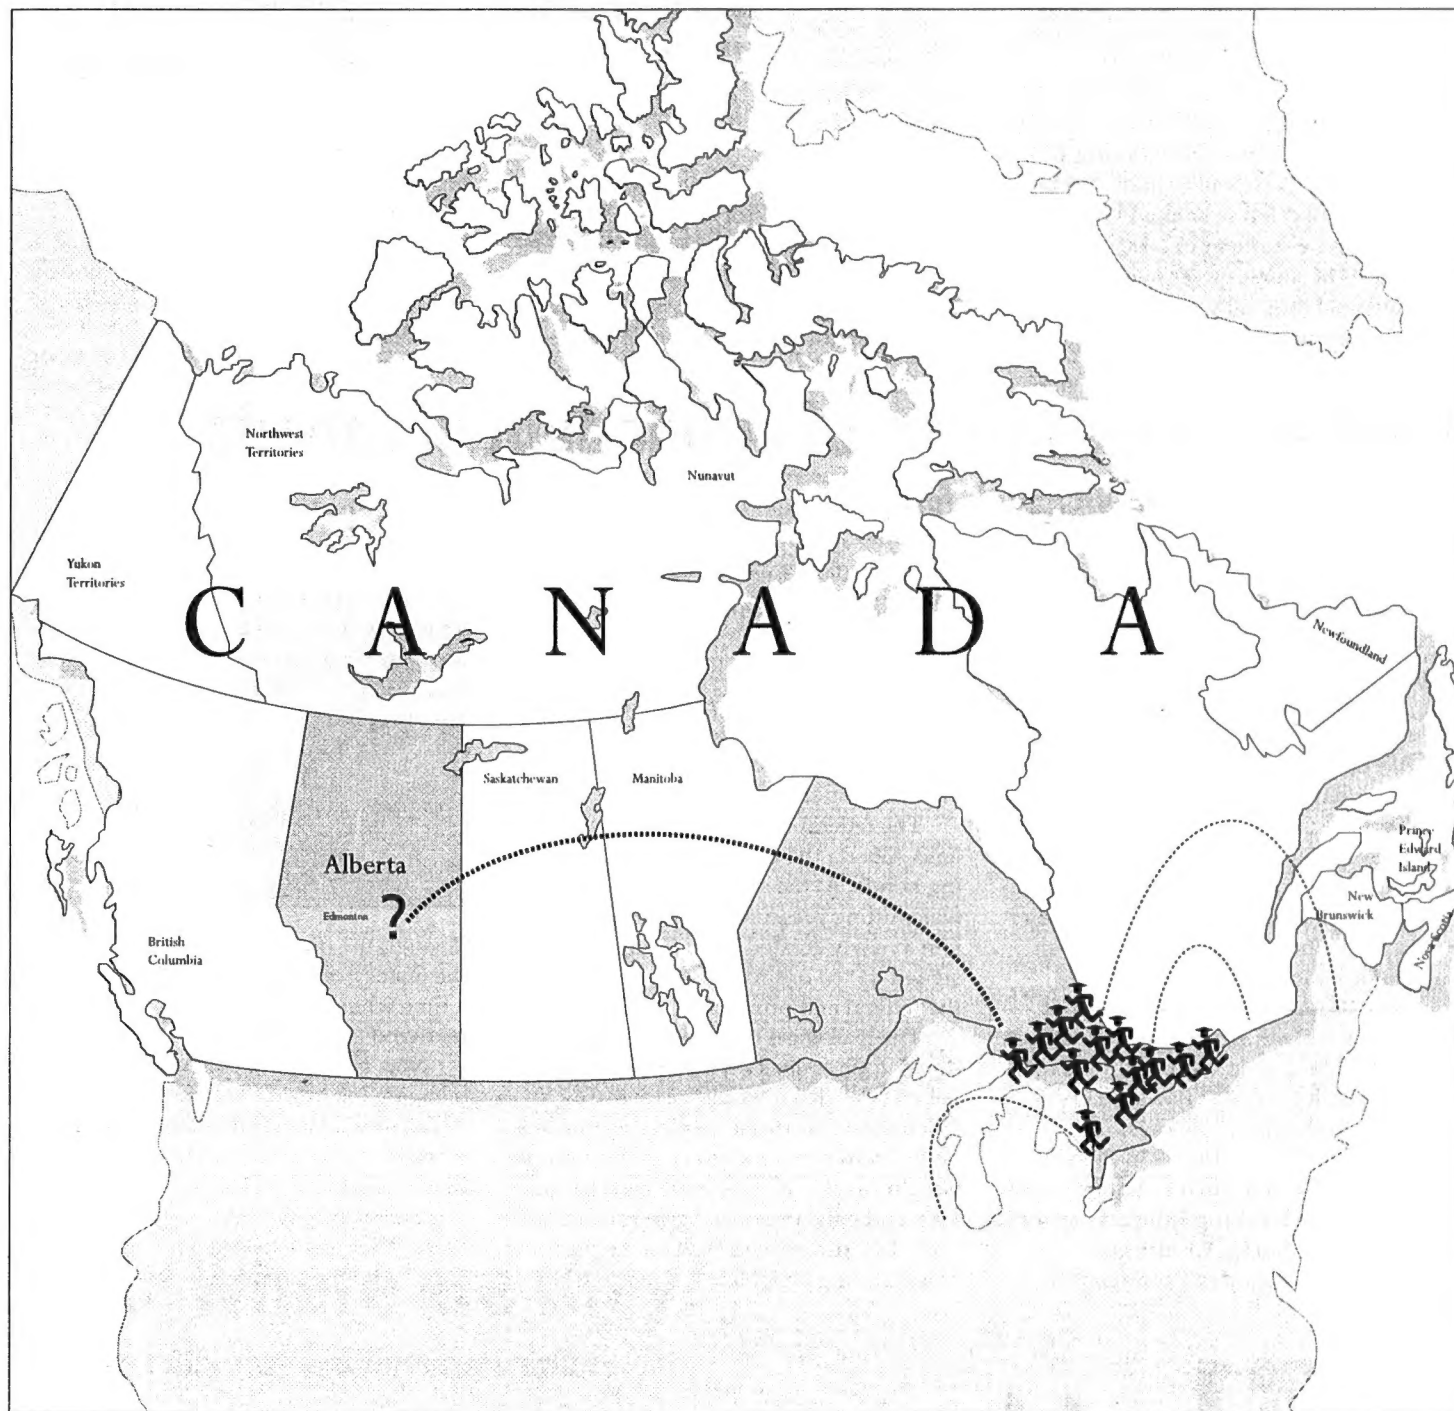 Northwest
Territories
Nunavut
Yukon
Territories
C A N A D A
Newfoundland
Saskatchewan
Manitoba
Alberta
Edmonton
?
British
Columbia
Prince
Edward
Island
New
Brunswick
Nova Scotia